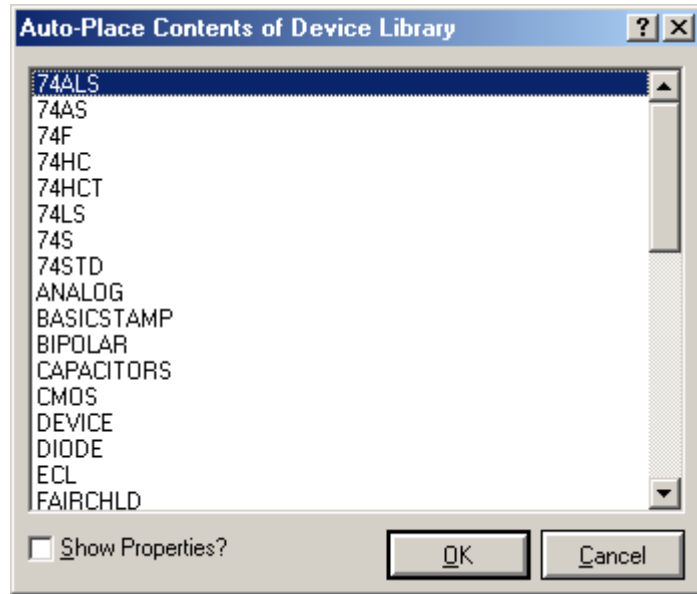 Auto-Place Contents of Device Library
74ALS
74AS
74F
74HC
74HCT
74LS
74S
74STD
ANALOG
BASICSTAMP
BIPOLAR
CAPACITORS
CMOS
DEVICE
DIODE
ECL
FAIRCHLD
Show Properties?
OK
Cancel